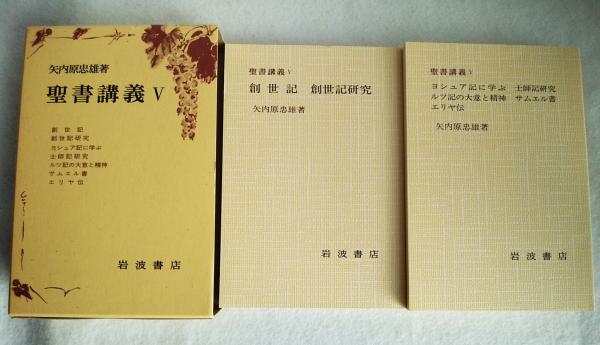 矢内原忠雄著
聖書講義 V
創世記
創世記研究
ヨシュア記に学ぶ
士師記研究
ルツ記の大意と精神
サムエル書
エリヤ伝
岩波書店
聖書講義 V
創世記 創世記研究
矢内原忠雄著
岩波書店
聖書講義 V
ヨシュア記に学ぶ 士師記研究
ルツ記の大意と精神 サムエル書
エリヤ伝
矢内原忠雄著
岩波書店